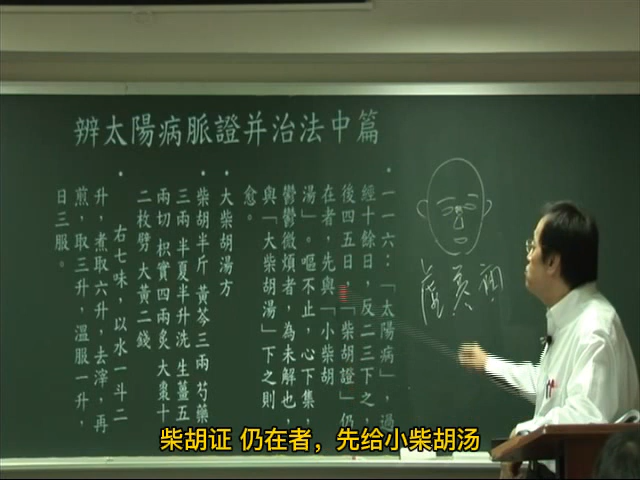 辨太陽病脈證并治法中篇
• 一一六:「太陽病」,過
經十餘日,反二三下之,
後四五日,「柴胡證」仍
在者,先與「小柴胡
湯」。嘔不止,心下集,
鬱鬱微煩者,為未解也,
與「大柴胡湯」下之則
愈。
• 大柴胡湯方
• 柴胡半斤 黃芩三兩 芍藥
三兩 半夏半升洗 生薑五
兩切 枳實四兩炙 大棗十
二枚劈 大黃二錢
• 右七味,以水一斗二
升,煮取六升,去滓,再
煎,取三升,溫服一升,
日三服。
柴胡证 仍在者，先给小柴胡汤